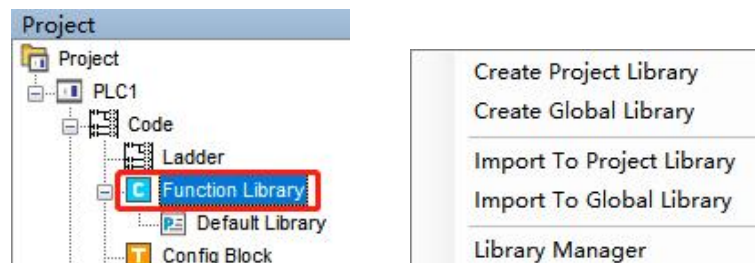 Project
Project
PLC1
Code
Ladder
C Function Library
P Default Library
T Config Block
Create Project Library
Create Global Library
Import To Project Library
Import To Global Library
Library Manager